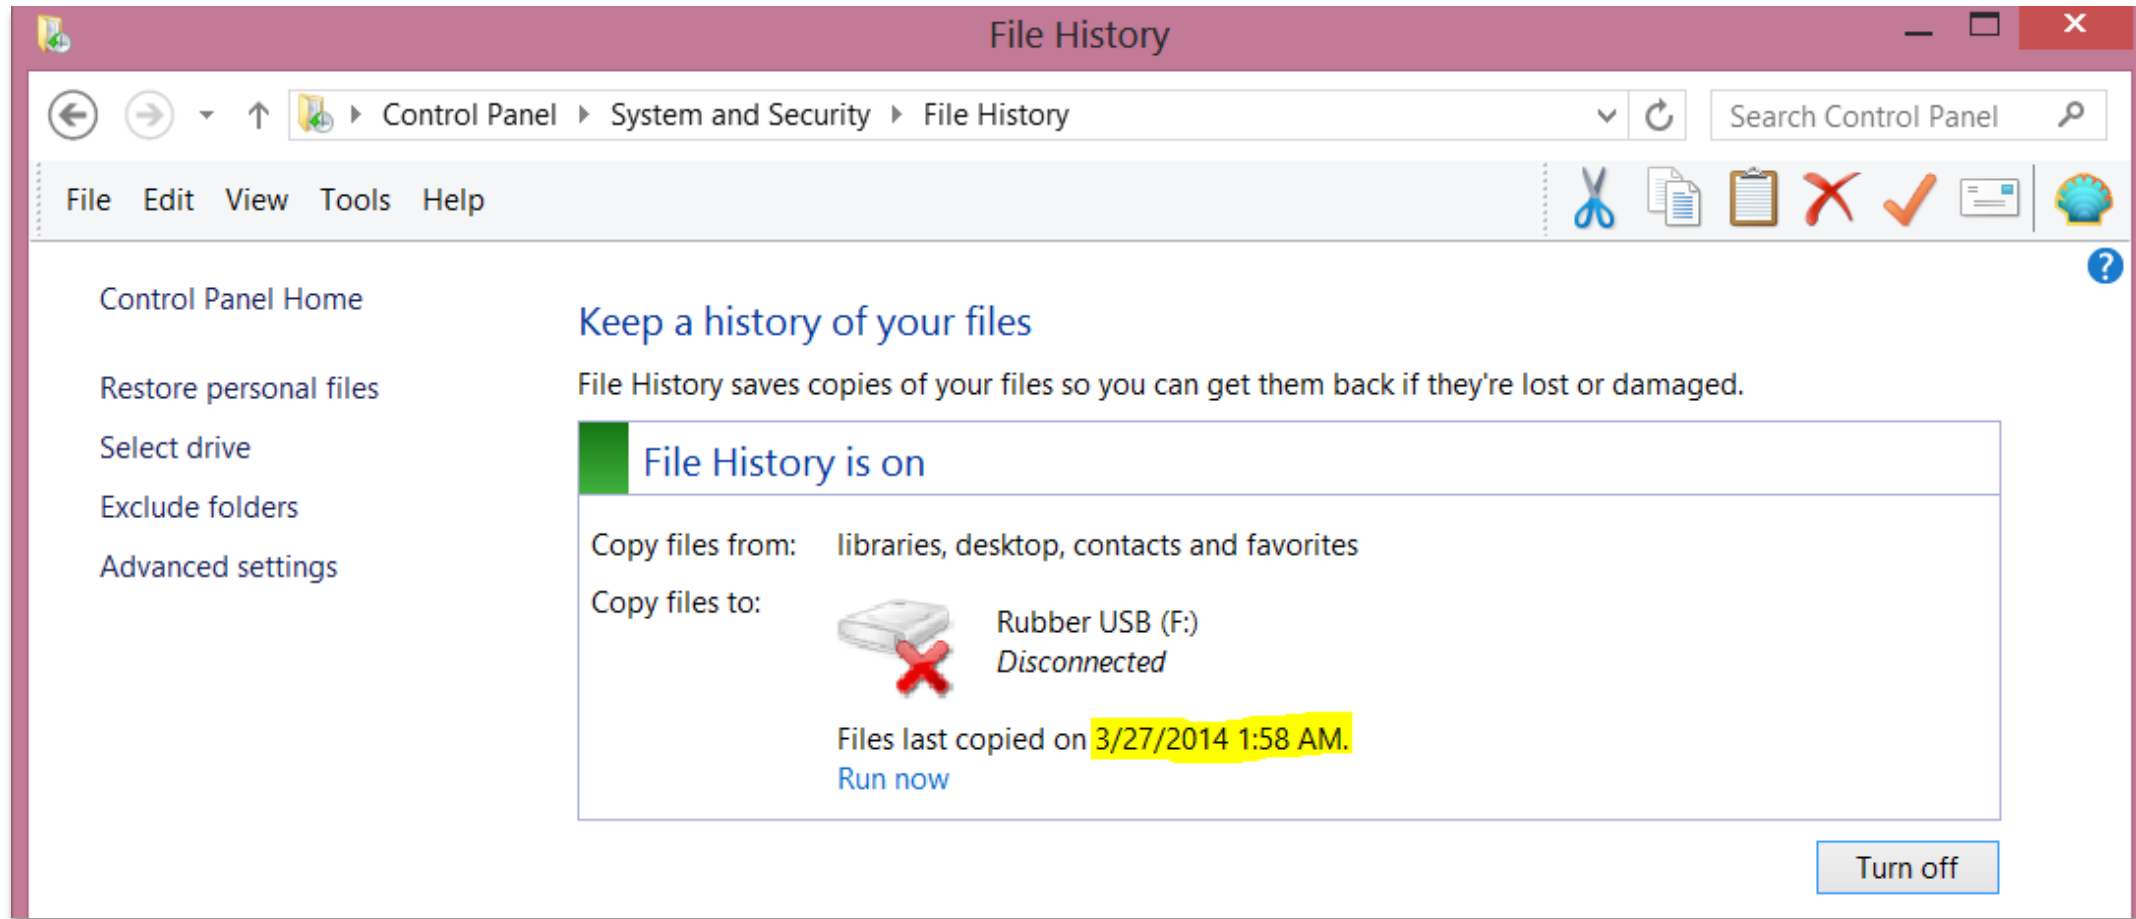 File History
Control Panel System and Security File History
Search Control Panel
File Edit View Tools Help
Control Panel Home
Restore personal files
Select drive
Exclude folders
Advanced settings
Keep a history of your files
File History saves copies of your files so you can get them back if they're lost or damaged.
File History is on
Copy files from: libraries, desktop, contacts and favorites
Copy files to:
Rubber USB (F:)
Disconnected
Files last copied on 3/27/2014 1:58 AM.
Run now
Turn off